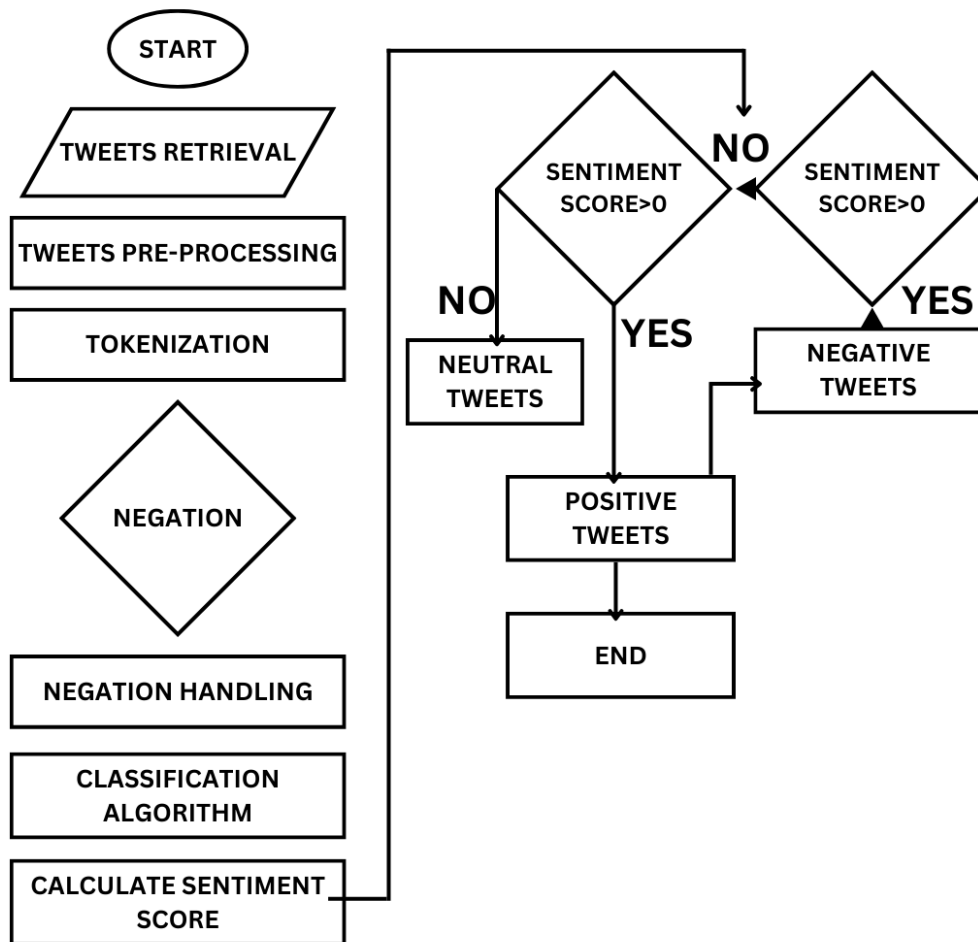 START
TWEETS RETRIEVAL
TWEETS PRE-PROCESSING
TOKENIZATION
NEGATION
NEGATION HANDLING
CLASSIFICATION
ALGORITHM
CALCULATE SENTIMENT
SCORE
NO
SENTIMENT
SCORE>0
SENTIMENT
SCORE>0
NO
YES
YES
NEUTRAL
TWEETS
NEGATIVE
TWEETS
POSITIVE
TWEETS
END